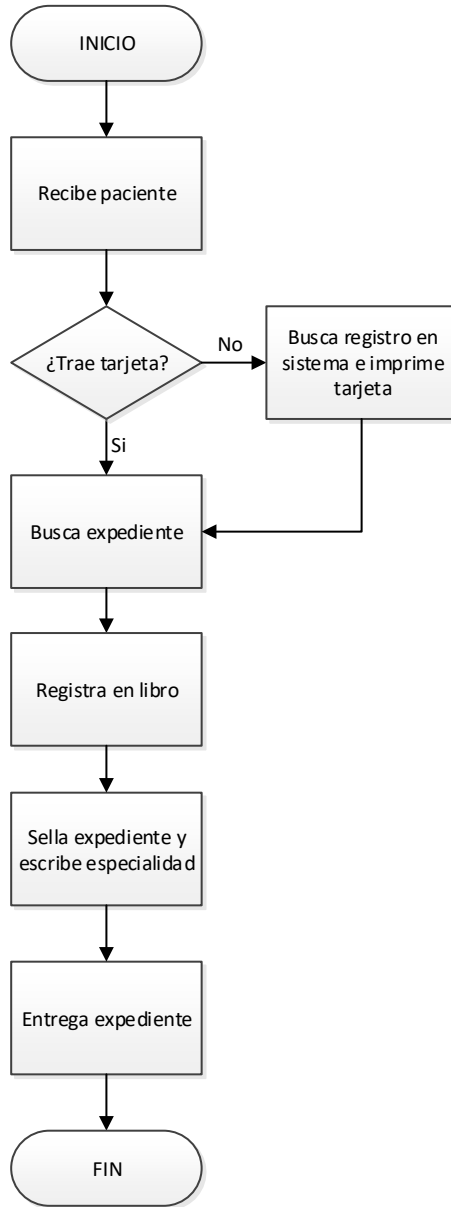 INICIO
Recibe paciente
¿Trae tarjeta?
No
Busca registro en
sistema e imprime
tarjeta
Si
Busca expediente
Registra en libro
Sella expediente y
escribe especialidad
Entrega expediente
FIN